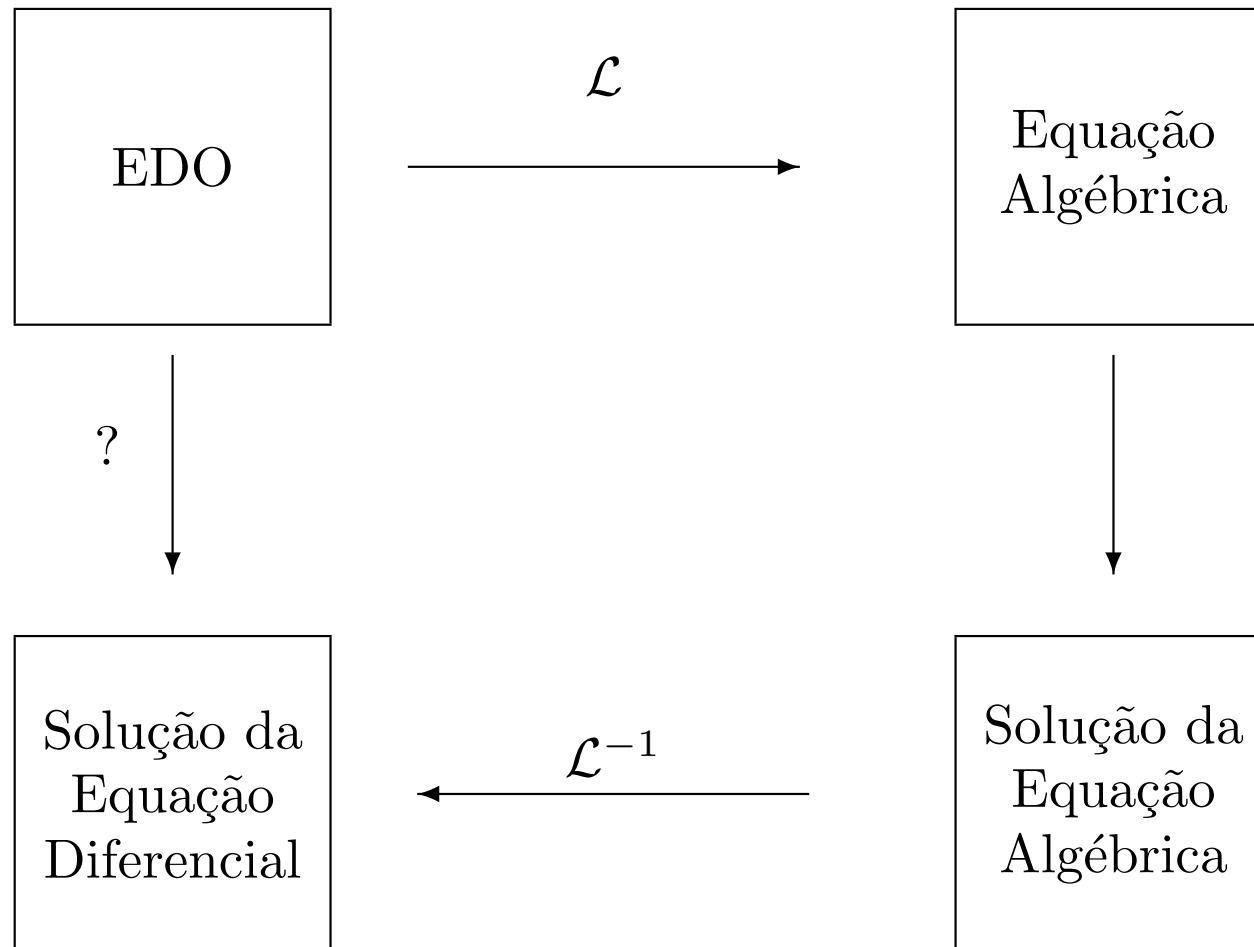 EDO
ℒ
Equação
Algébrica
?
Solução da
Equação
Diferencial
ℒ⁻¹
Solução da
Equação
Algébrica